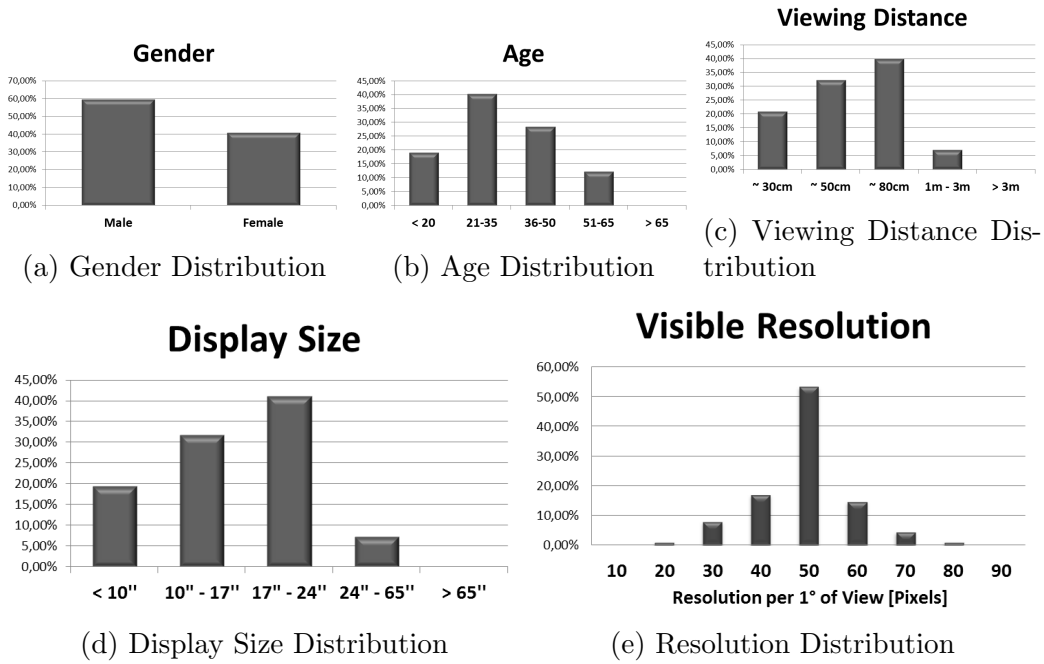 Gender
70,00%
60,00%
50,00%
40,00%
30,00%
20,00%
10,00%
0,00%
Male Female
(a) Gender Distribution
Age
45,00%
40,00%
35,00%
30,00%
25,00%
20,00%
15,00%
10,00%
5,00%
0,00%
< 20 21-35 36-50 51-65 > 65
(b) Age Distribution
Viewing Distance
45,00%
40,00%
35,00%
30,00%
25,00%
20,00%
15,00%
10,00%
5,00%
0,00%
~ 30cm ~ 50cm ~ 80cm 1m - 3m > 3m
(c) Viewing Distance Dis-
tribution
Display Size
45,00%
40,00%
35,00%
30,00%
25,00%
20,00%
15,00%
10,00%
5,00%
0,00%
< 10'' 10'' - 17'' 17'' - 24'' 24'' - 65'' > 65''
(d) Display Size Distribution
Visible Resolution
60,00%
50,00%
40,00%
30,00%
20,00%
10,00%
0,00%
10 20 30 40 50 60 70 80 90
Resolution per 1° of View [Pixels]
(e) Resolution Distribution